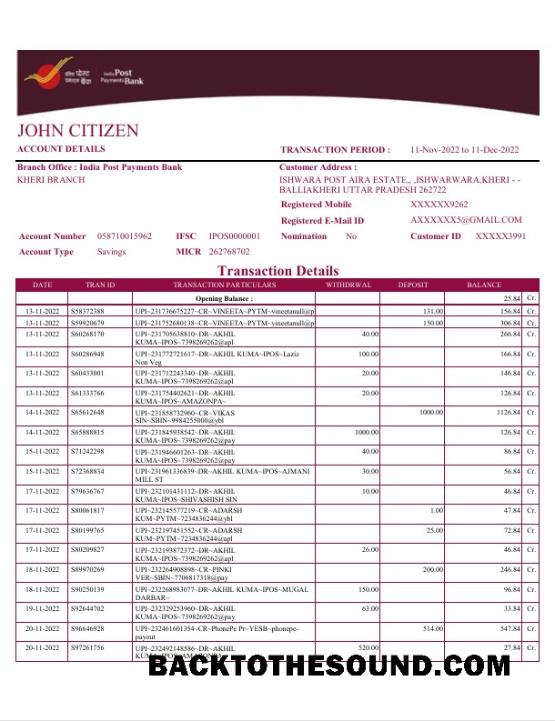 इंडिया पोस्ट India Post
पेमेंट्स बैंक Payments Bank
JOHN CITIZEN
ACCOUNT DETAILS TRANSACTION PERIOD : 11-Nov-2022 to 11-Dec-2022
Branch Office : India Post Payments Bank Customer Address :
KHERI BRANCH ISHWARA POST AIRA ESTATE,, ,ISHWARWARA,KHERI - -
BALLIAKHERI UTTAR PRADESH 262722
Registered Mobile XXXXXX9262
Registered E-Mail ID AXXXXXX5@GMAIL.COM
Account Number 058710015962 IFSC IPOS0000001 Nomination No Customer ID XXXXX3991
Account Type Savings MICR 262768702
Transaction Details
DATE TRAN ID TRANSACTION PARTICULARS WITHDRWAL DEPOSIT BALANCE
Opening Balance : 25.84 Cr.
13-11-2022 S58372388 UPI~231736675227~CR~VINEETA~PYTM~vineetanull@p 131.00 156.84 Cr.
13-11-2022 S59920679 UPI~231752680138~CR~VINEETA~PYTM~vineetanull@p 150.00 306.84 Cr.
13-11-2022 S60268170 UPI~231705638810~DR~AKHIL 40.00 266.84 Cr.
KUMA~IPOS~7398269262@apl
13-11-2022 S60286948 UPI~231772721617~DR~AKHIL KUMA~IPOS~Laziz 100.00 166.84 Cr.
Non Veg
13-11-2022 S60433001 UPI~231712243340~DR~AKHIL 20.00 146.84 Cr.
KUMA~IPOS~7398269262@apl
13-11-2022 S61333766 UPI~231754402621~DR~AKHIL 20.00 126.84 Cr.
KUMA~IPOS~AMAZONPA~
14-11-2022 S65612648 UPI~231858732960~CR~VIKAS 1000.00 1126.84 Cr.
SIN~SBIN~9984255000@ybl
14-11-2022 S65888815 UPI~231845938542~DR~AKHIL 1000.00 126.84 Cr.
KUMA~IPOS~7398269262@pay
15-11-2022 S71242298 UPI~231946601263~DR~AKHIL 40.00 86.84 Cr.
KUMA~IPOS~7398269262@pay
15-11-2022 S72368834 UPI~231961336839~DR~AKHIL KUMA~IPOS~AJMANI 30.00 56.84 Cr.
MILL ST
17-11-2022 S79636767 UPI~232101431112~DR~AKHIL 10.00 46.84 Cr.
KUMA~IPOS~SHIVASHISH SIN
17-11-2022 S80061817 UPI~232145577219~CR~ADARSH 1.00 47.84 Cr.
KUM~PYTM~7234836244@ybl
17-11-2022 S80199765 UPI~232197451552~CR~ADARSH 25.00 72.84 Cr.
KUM~PYTM~7234836244@apl
17-11-2022 S80209827 UPI~232193872372~DR~AKHIL 26.00 46.84 Cr.
KUMA~IPOS~7398269262@apl
18-11-2022 S89970269 UPI~232264908898~CR~PINKI 200.00 246.84 Cr.
VER~SBIN~7706817318@pay
18-11-2022 S90250139 UPI~232268983077~DR~AKHIL KUMA~IPOS~MUGAL 150.00 96.84 Cr.
DARBAR~
19-11-2022 S92644702 UPI~232329253960~DR~AKHIL 63.00 33.84 Cr.
KUMA~IPOS~7398269262@pay
20-11-2022 S96646928 UPI~232461601354~CR~PhonePe Pr~YESB~phonepe- 514.00 547.84 Cr.
payout
20-11-2022 S97261756 UPI~232492148586~DR~AKHIL 520.00 27.84 Cr.
BACKTOTHESOUND.COM